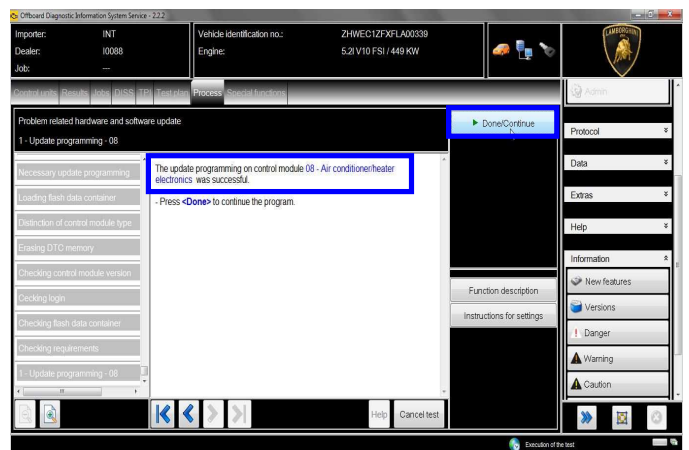 Offboard Diagnostic Information System Service - 2.2.2
Importer: INT
Dealer: I0088
Job: ---
Vehicle identification no.: ZHWEC1ZFXFLA00339
Engine: 5.2l V10 FSI / 449 KW
LAMBORGHINI
Control units Results Jobs DISS TPI Test plan Process Special functions
Problem related hardware and software update
1 - Update programming - 08
Necessary update programming
Loading flash data container
Distinction of control module type
Erasing DTC memory
Checking control module version
Cecking login
Checking flash data container
Checking requirements
1 - Update programming - 08
The update programming on control module 08 - Air conditioner/heater
electronics was successful.
- Press <Done> to continue the program.
Done/Continue
Function description
Instructions for settings
Help
Cancel test
Admin
Protocol
Data
Extras
Help
Information
New features
Versions
Danger
Warning
Caution
Execution of the test